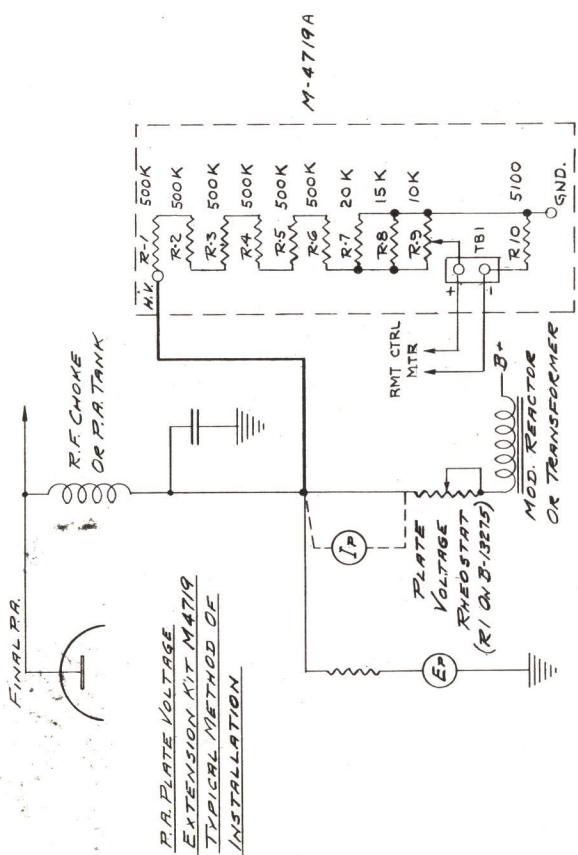 FINAL P.A.
R.F. CHOKE
OR P.A. TANK
P.A. PLATE VOLTAGE
EXTENSION KIT M4719
TYPICAL METHOD OF
INSTALLATION
IP
EP
PLATE
VOLTAGE
RHEOSTAT
(R1 ON B-13275)
B+
MOD. REACTOR
OR TRANSFORMER
RMT CTRL
MTR
+
-
TB1
H.V.
R-1 500K
R-2 500K
R-3 500K
R-4 500K
R-5 500K
R-6 500K
R-7 20K
R-8 15K
R-9 10K
R10 5100
GND.
M-4719A